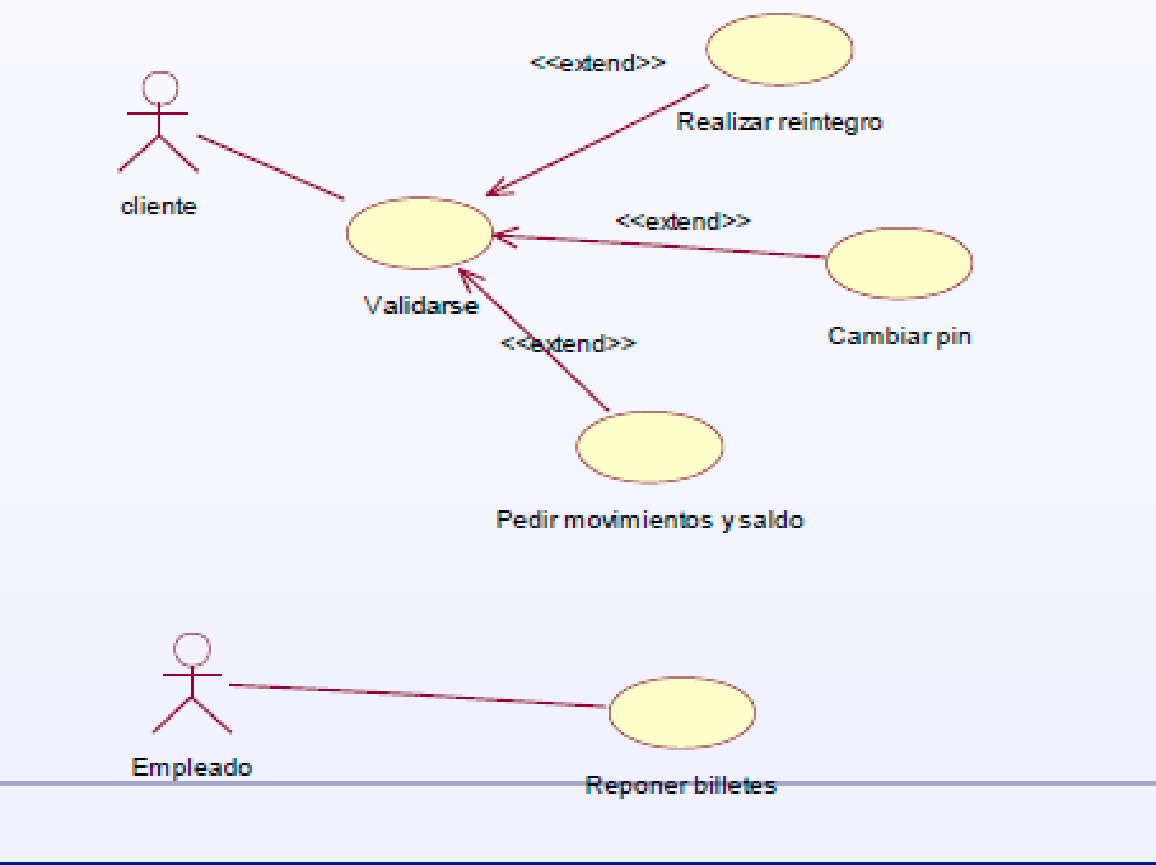 <<extend>>
Realizar reintegro
cliente
<<extend>>
Validarse
Cambiar pin
<<extend>>
Pedir movimientos y saldo
Empleado
Reponer billetes